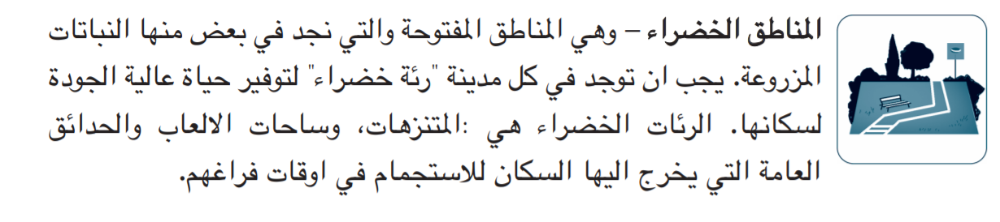 المناطق الخضراء – وهي المناطق المفتوحة والتي نجد في بعض منها النباتات
المزروعة. يجب ان توجد في كل مدينة "رئة خضراء" لتوفير حياة عالية الجودة
لسكانها. الرئات الخضراء هي :المتنزهات، وساحات الالعاب والحدائق
العامة التي يخرج اليها السكان للاستجمام في اوقات فراغهم.